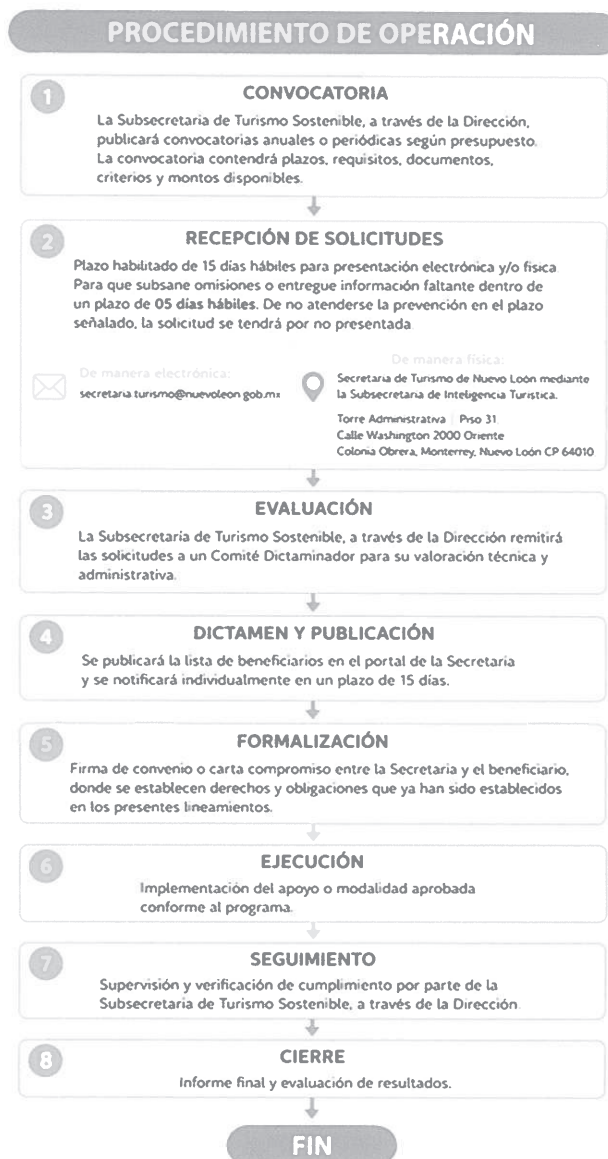 PROCEDIMIENTO DE OPERACIÓN
1
CONVOCATORIA
La Subsecretaria de Turismo Sostenible, a través de la Dirección,
publicará convocatorias anuales o periódicas según presupuesto.
La convocatoria contendrá plazos, requisitos, documentos,
criterios y montos disponibles.
2
RECEPCIÓN DE SOLICITUDES
Plazo habilitado de 15 días hábiles para presentación electrónica y/o física
Para que subsane omisiones o entregue información faltante dentro de
un plazo de 05 días hábiles. De no atenderse la prevención en el plazo
señalado, la solicitud se tendrá por no presentada
De manera electrónica:
secretaria.turismo@nuevoleon.gob.mx
De manera física:
Secretaria de Turismo de Nuevo León mediante
la Subsecretaria de Inteligencia Turística.
Torre Administrativa | Piso 31.
Calle Washington 2000 Oriente
Colonia Obrera, Monterrey, Nuevo León CP 64010
3
EVALUACIÓN
La Subsecretaría de Turismo Sostenible, a través de la Dirección remitirá
las solicitudes a un Comité Dictaminador para su valoración técnica y
administrativa.
4
DICTAMEN Y PUBLICACIÓN
Se publicará la lista de beneficiarios en el portal de la Secretaria
y se notificará individualmente en un plazo de 15 días.
5
FORMALIZACIÓN
Firma de convenio o carta compromiso entre la Secretaria y el beneficiario,
donde se establecen derechos y obligaciones que ya han sido establecidos
en los presentes lineamientos.
6
EJECUCIÓN
Implementación del apoyo o modalidad aprobada
conforme al programa.
7
SEGUIMIENTO
Supervisión y verificación de cumplimiento por parte de la
Subsecretaria de Turismo Sostenible, a través de la Dirección
8
CIERRE
Informe final y evaluación de resultados.
FIN